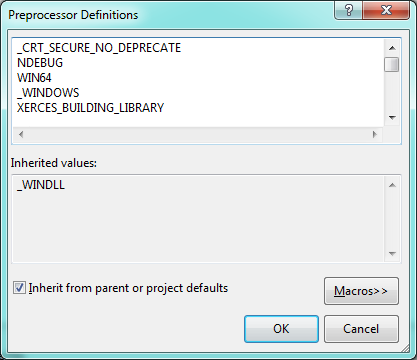 Preprocessor Definitions
_CRT_SECURE_NO_DEPRECATE
NDEBUG
WIN64
_WINDOWS
XERCES_BUILDING_LIBRARY
Inherited values:
_WINDLL
Inherit from parent or project defaults
Macros>>
OK
Cancel